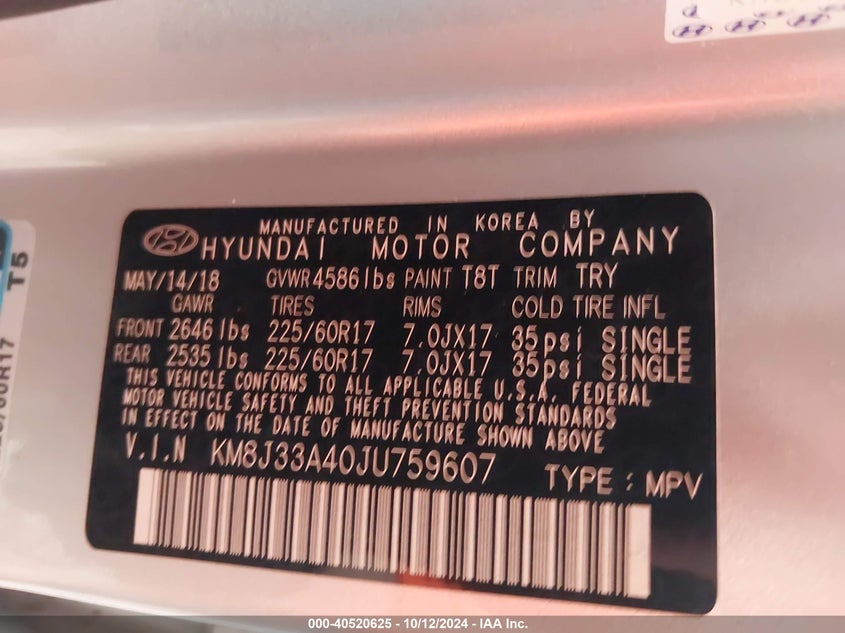 MANUFACTURED IN KOREA BY
HYUNDAI MOTOR COMPANY
MAY/14/18 GVWR 4586 lbs PAINT T8T TRIM TRY
GAWR TIRES RIMS COLD TIRE INFL
FRONT 2646 lbs 225/60R17 7.0JX17 35psi SINGLE
REAR 2535 lbs 225/60R17 7.0JX17 35psi SINGLE
THIS VEHICLE CONFORMS TO ALL APPLICABLE U.S.A. FEDERAL
MOTOR VEHICLE SAFETY AND THEFT PREVENTION STANDARDS
IN EFFECT ON THE DATE OF MANUFACTURE SHOWN ABOVE
V.I.N KM8J33A40JU759607 TYPE : MPV
T5
000-40520625 - 10/12/2024 - IAA Inc.